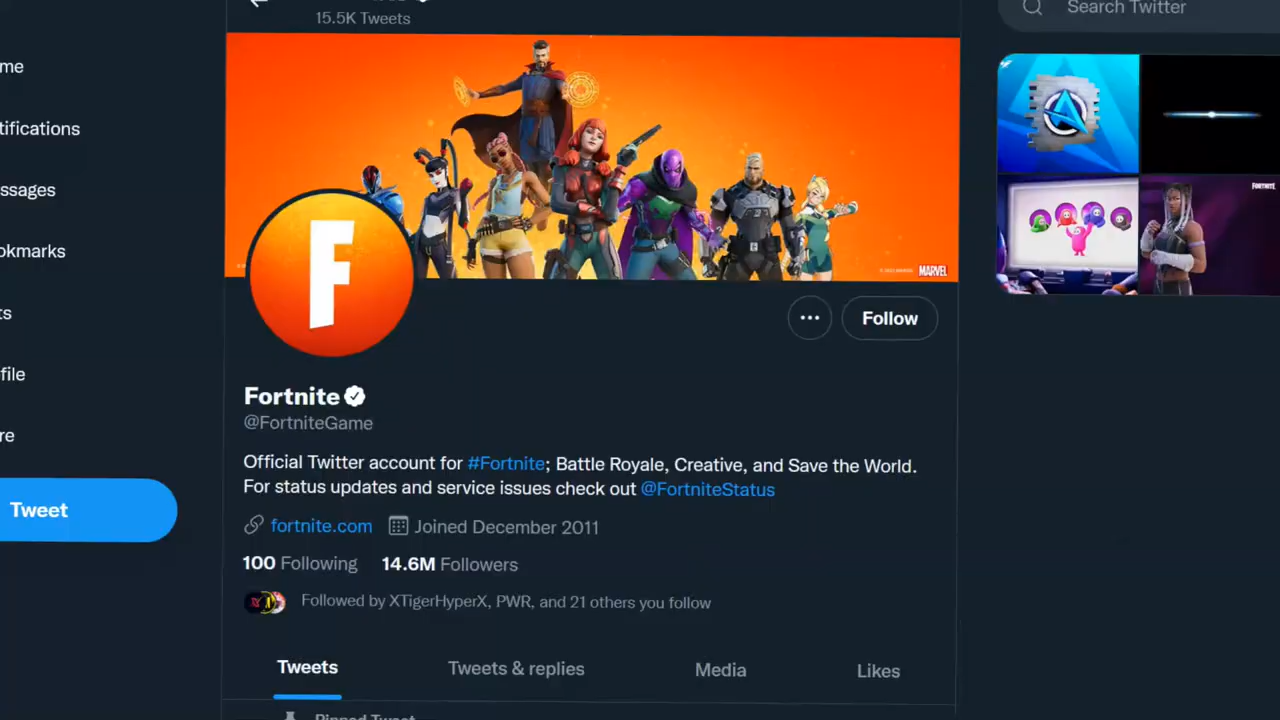 15.5K Tweets
Search Twitter
me
tifications
ssages
okmarks
ts
file
re
Tweet
MARVEL
FORTNITE
F
Follow
Fortnite
@FortniteGame
Official Twitter account for #Fortnite; Battle Royale, Creative, and Save the World.
For status updates and service issues check out @FortniteStatus
fortnite.com Joined December 2011
100 Following 14.6M Followers
Followed by XTigerHyperX, PWR, and 21 others you follow
Tweets Tweets & replies Media Likes
Pinned Tweet